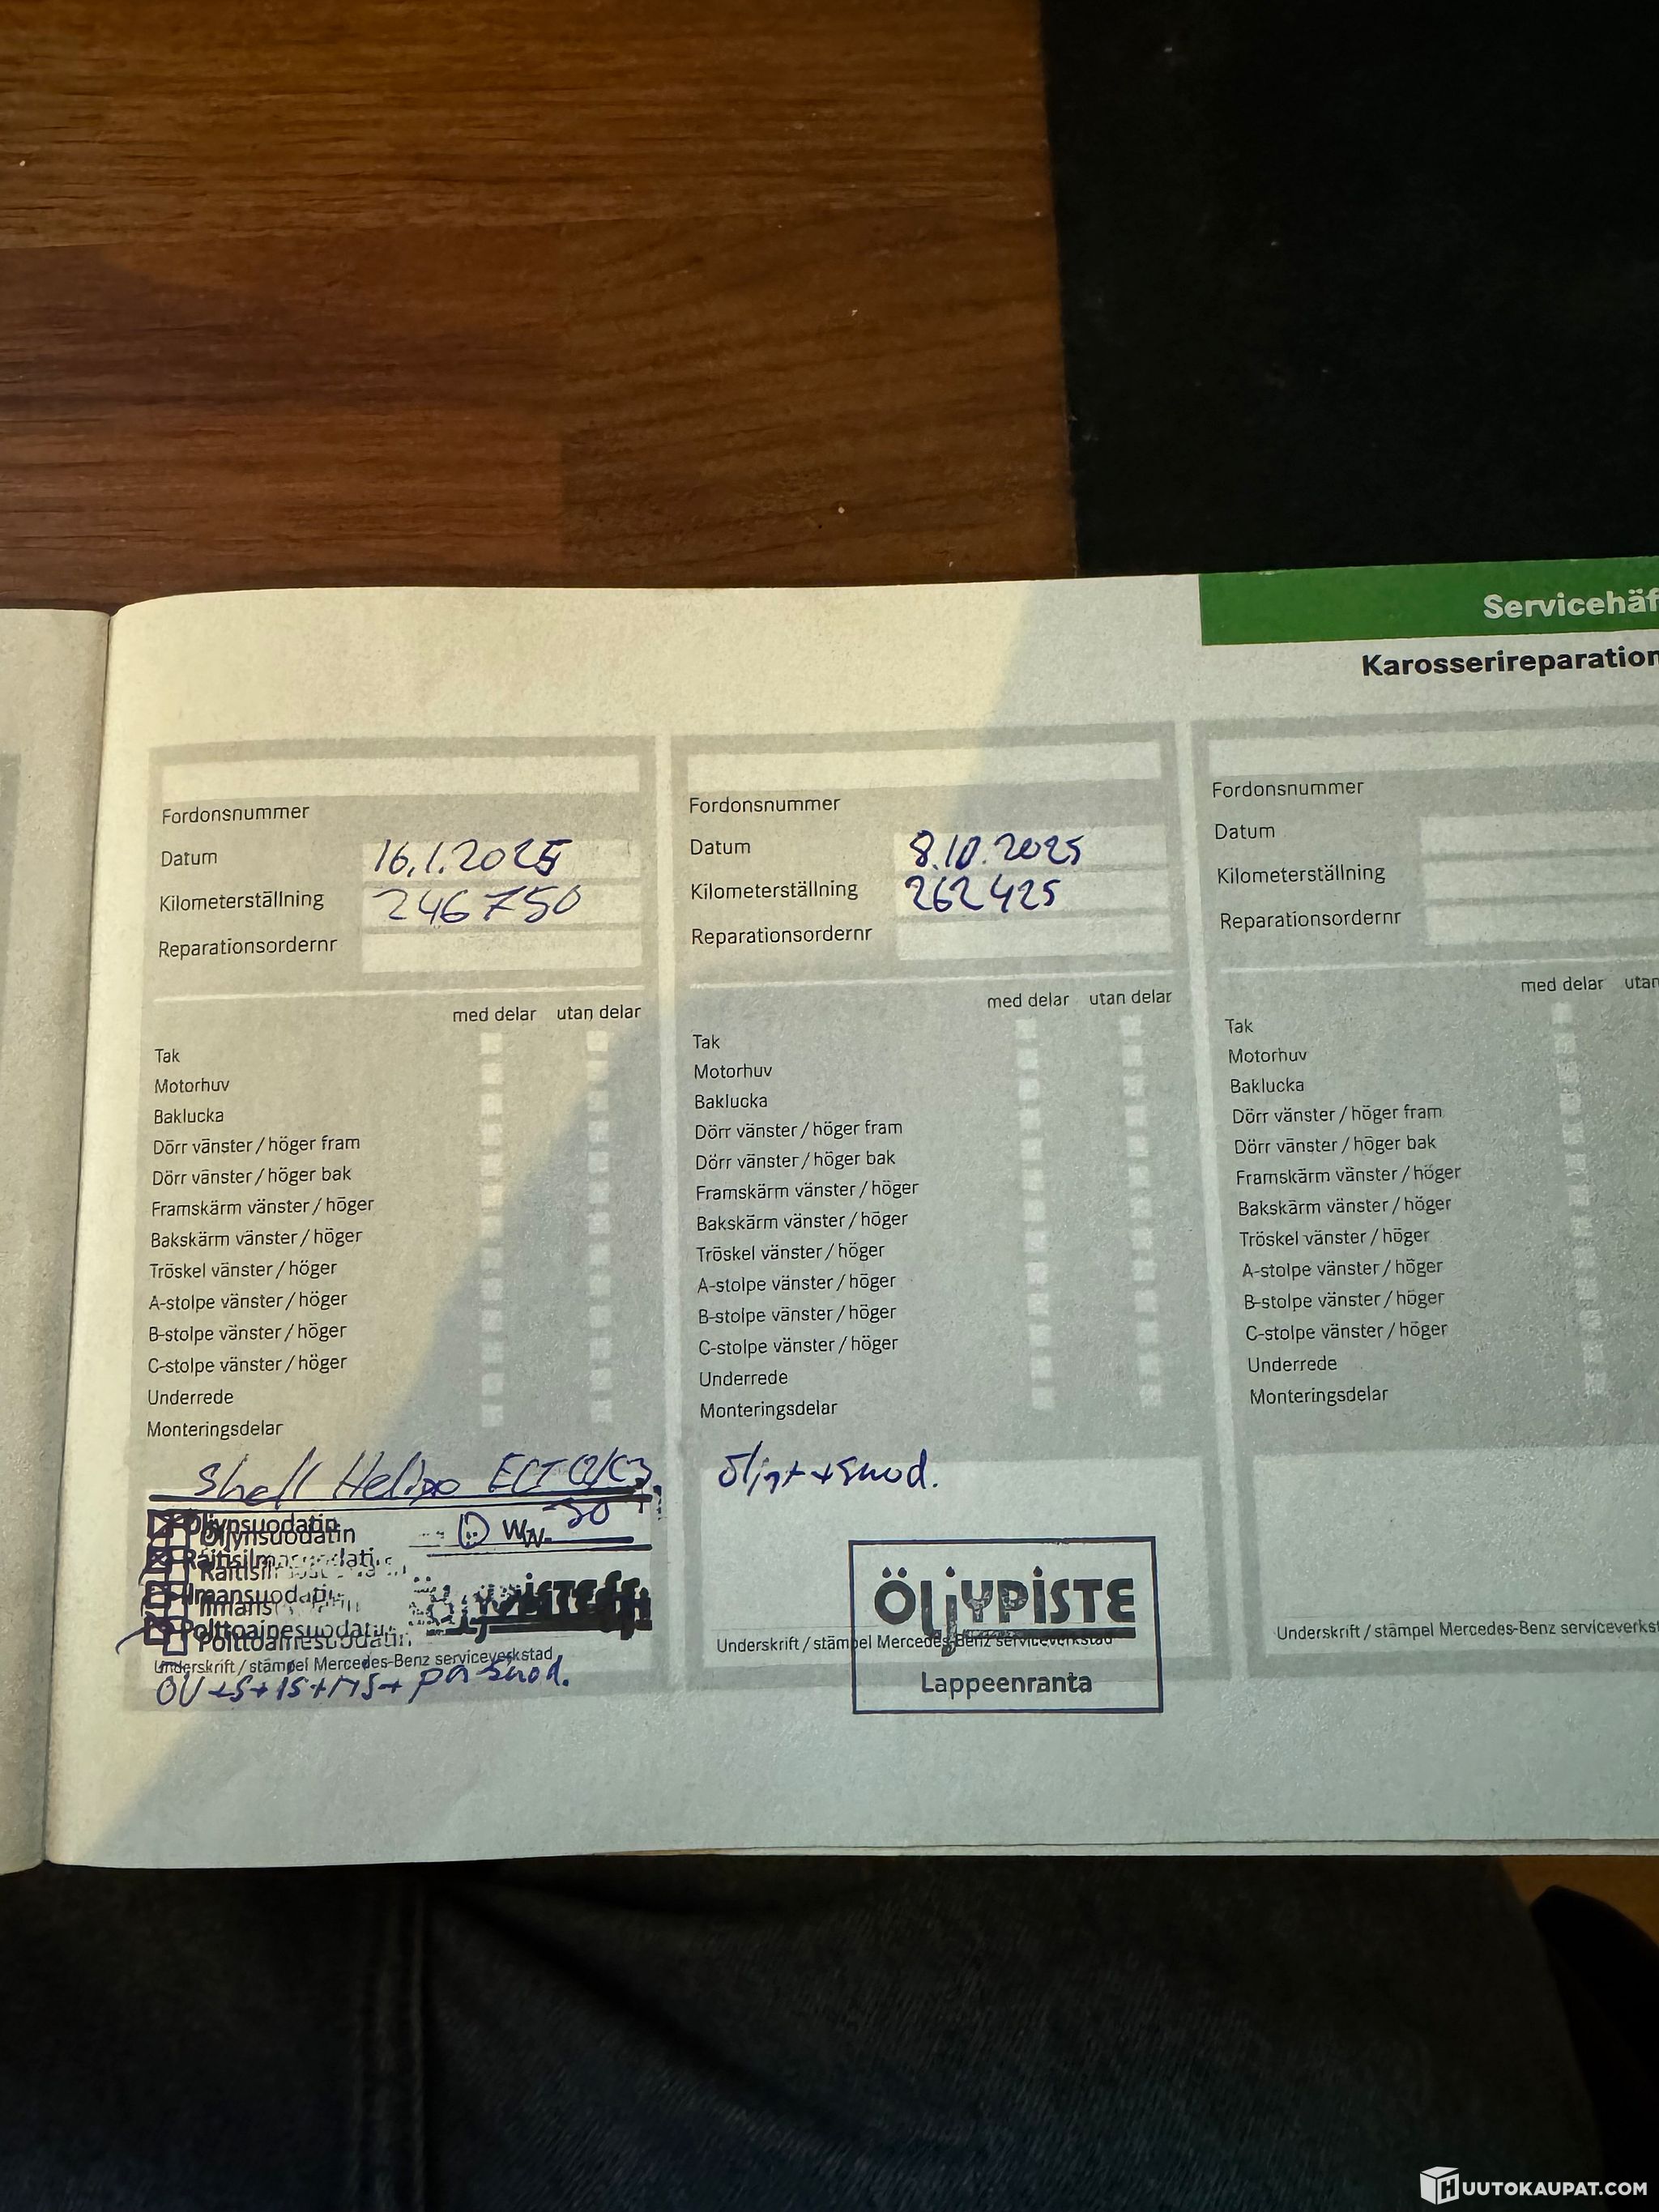 Servicehäf
Karosserireparation
Fordonsnummer
Datum 16.1.2025
Kilometerställning 246750
Reparationsordernr
med delar utan delar
Tak
Motorhuv
Baklucka
Dörr vänster / höger fram
Dörr vänster / höger bak
Framskärm vänster / höger
Bakskärm vänster / höger
Tröskel vänster / höger
A-stolpe vänster / höger
B-stolpe vänster / höger
C-stolpe vänster / höger
Underrede
Monteringsdelar
Shell Helix ECT
30
Öljynsuodatin
Raitisilmasuodatin
Ilmansuodatin
Polttoainesuodatin
Underskrift / stämpel Mercedes-Benz serviceverkstad
Fordonsnummer
Datum 8.10.2025
Kilometerställning 262425
Reparationsordernr
med delar utan delar
Tak
Motorhuv
Baklucka
Dörr vänster / höger fram
Dörr vänster / höger bak
Framskärm vänster / höger
Bakskärm vänster / höger
Tröskel vänster / höger
A-stolpe vänster / höger
B-stolpe vänster / höger
C-stolpe vänster / höger
Underrede
Monteringsdelar
Öljyt + suod.
ÖLJYPISTE
Underskrift / stämpel Mercedes-Benz serviceverkstad
Lappeenranta
Fordonsnummer
Datum
Kilometerställning
Reparationsordernr
med delar utan
Tak
Motorhuv
Baklucka
Dörr vänster / höger fram
Dörr vänster / höger bak
Framskärm vänster / höger
Bakskärm vänster / höger
Tröskel vänster / höger
A-stolpe vänster / höger
B-stolpe vänster / höger
C-stolpe vänster / höger
Underrede
Monteringsdelar
Underskrift / stämpel Mercedes-Benz serviceverkst
HUUTOKAUPAT.COM